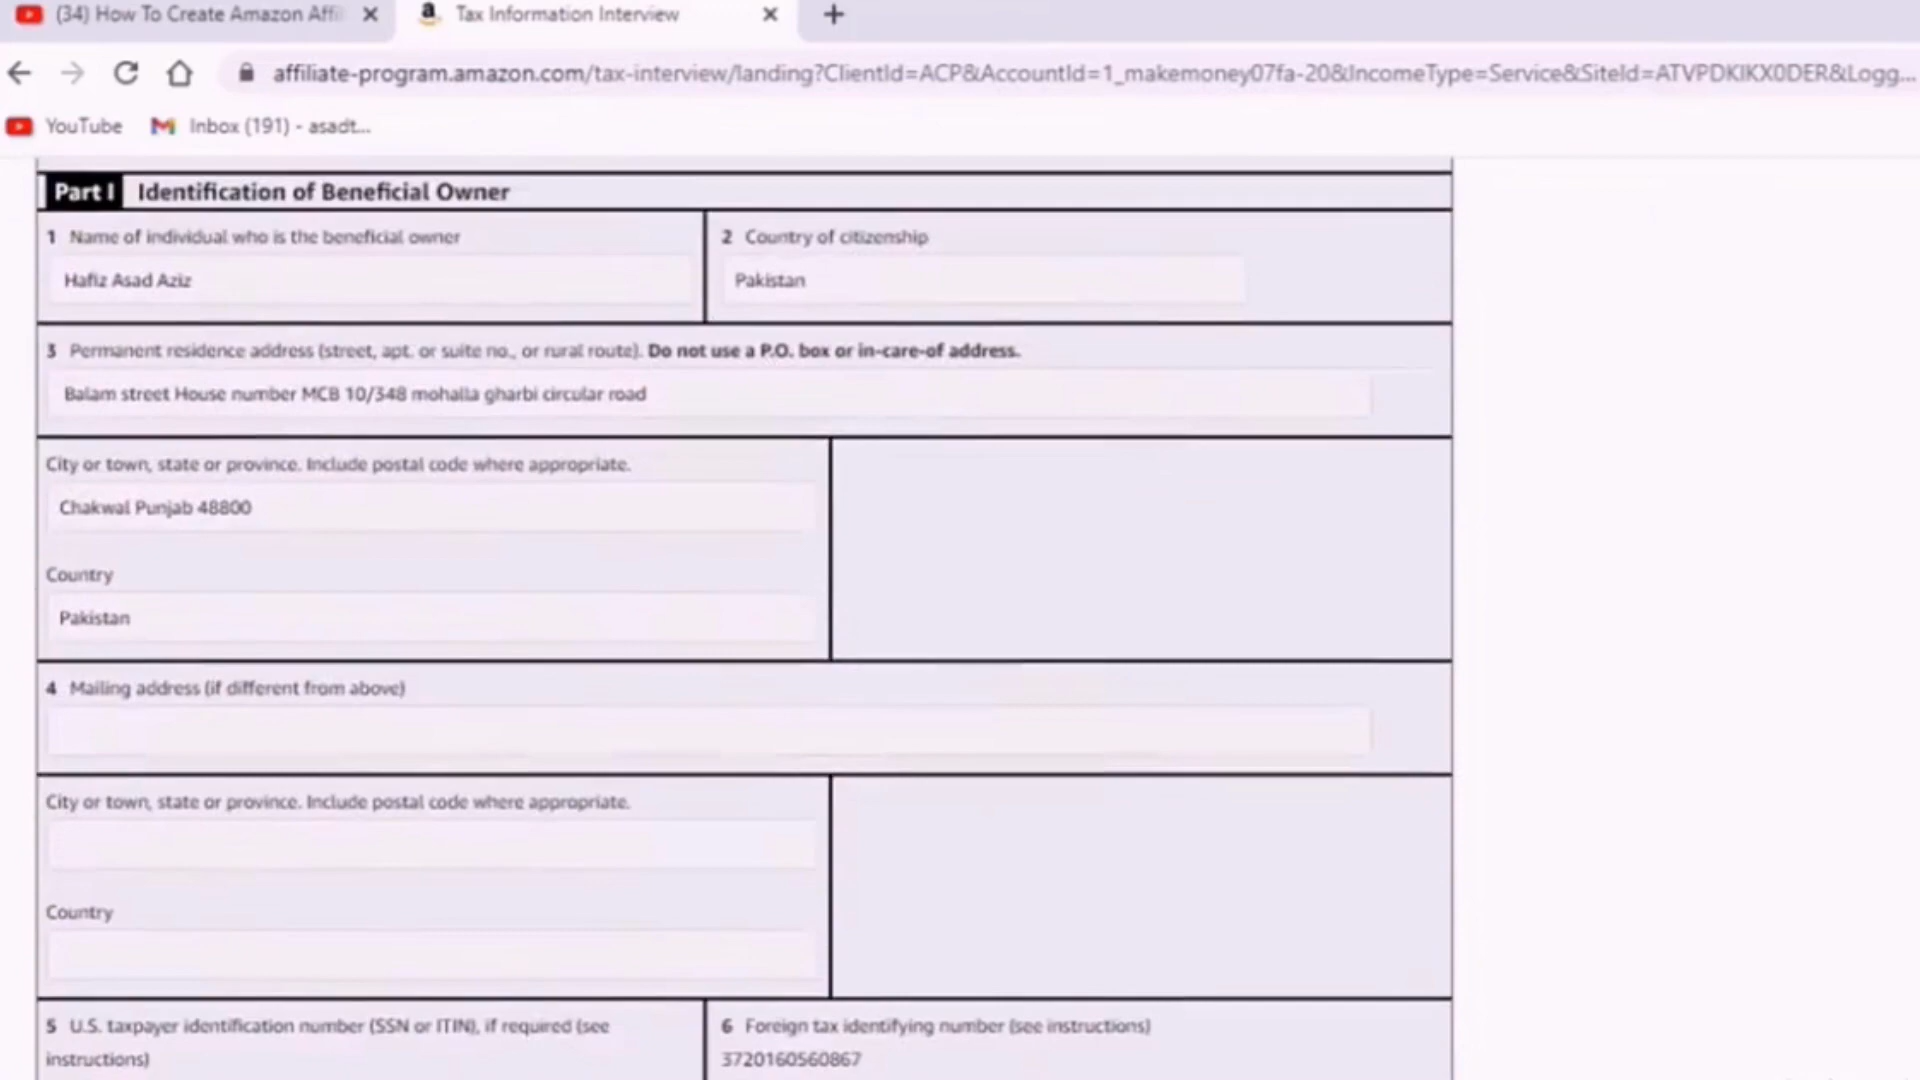 (34) How To Create Amazon Affi
Tax Information Interview
affiliate-program.amazon.com/tax-interview/landing?ClientId=ACP&AccountId=1_makemoney07fa-20&IncomeType=Service&SiteId=ATVPDKIKX0DER&Logg...
YouTube Inbox (191) - asadt...
Part I Identification of Beneficial Owner
1 Name of individual who is the beneficial owner
2 Country of citizenship
Hafiz Asad Aziz
Pakistan
3 Permanent residence address (street, apt. or suite no., or rural route). Do not use a P.O. box or in-care-of address.
Balam street House number MCB 10/348 mohalla gharbi circular road
City or town, state or province. Include postal code where appropriate.
Chakwal Punjab 48800
Country
Pakistan
4 Mailing address (if different from above)
City or town, state or province. Include postal code where appropriate.
Country
5 U.S. taxpayer identification number (SSN or ITIN), if required (see
instructions)
6 Foreign tax identifying number (see instructions)
3720160560867